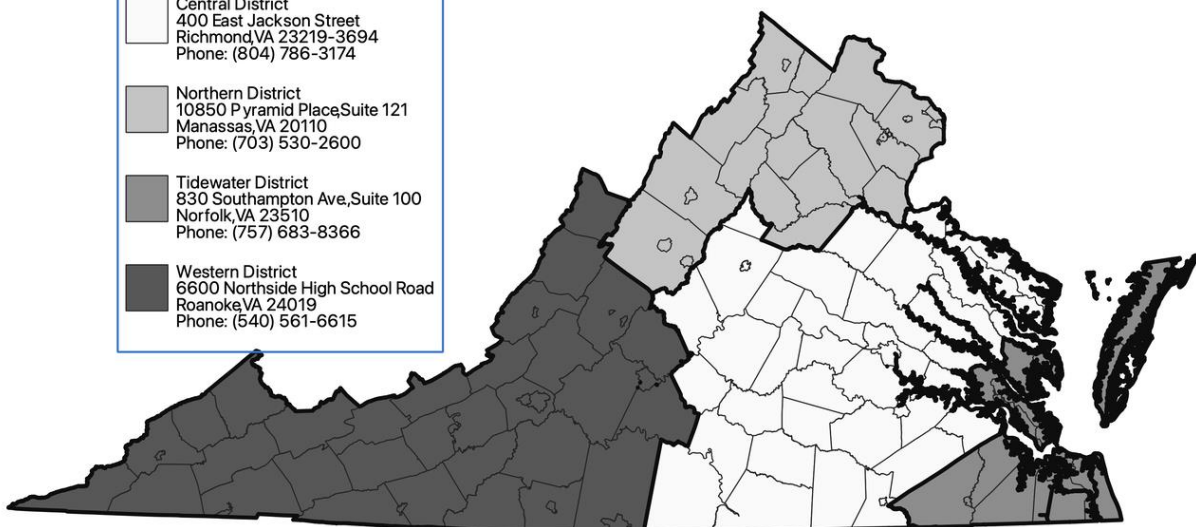 Central District
400 East Jackson Street
Richmond,VA 23219-3694
Phone: (804) 786-3174
Northern District
10850 Pyramid Place,Suite 121
Manassas,VA 20110
Phone: (703) 530-2600
Tidewater District
830 Southampton Ave,Suite 100
Norfolk,VA 23510
Phone: (757) 683-8366
Western District
6600 Northside High School Road
Roanoke,VA 24019
Phone: (540) 561-6615